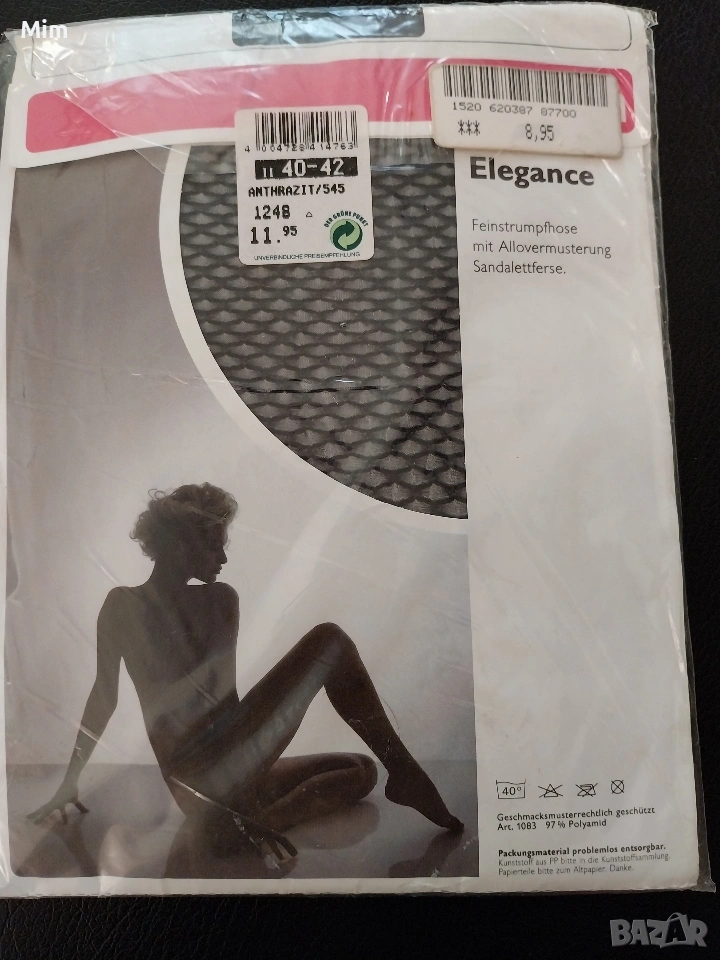 Mim
1520 620387 87700
*** 8,95
4 004728 414763
II 40-42
ANTHRAZIT/545
1248
11.95
DER GRÜNE PUNKT
UNVERBINDLICHE PREISEMPFEHLUNG
Elegance
Feinstrumpfhose
mit Allovermusterung
Sandalettferse.
40°
Geschmacksmusterrechtlich geschützt
Art. 1083 97% Polyamid
Packungsmaterial problemlos entsorgbar.
Kunststoff aus PP bitte in die Kunststoffsammlung.
Papierteile bitte zum Altpapier. Danke.
BAZAR